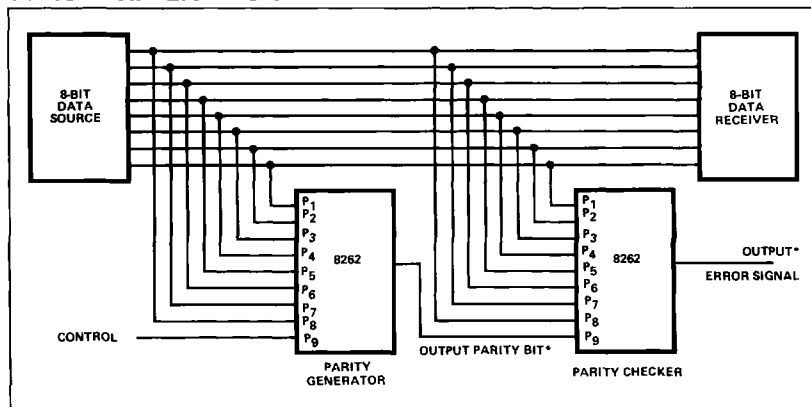 8-BIT
DATA
SOURCE
8-BIT
DATA
RECEIVER
P1
P2
P3
P4
P5
P6
P7
P8
P9
8262
CONTROL
PARITY
GENERATOR
OUTPUT PARITY BIT*
P1
P2
P3
P4
P5
P6
P7
P8
P9
8262
PARITY CHECKER
OUTPUT*
ERROR SIGNAL